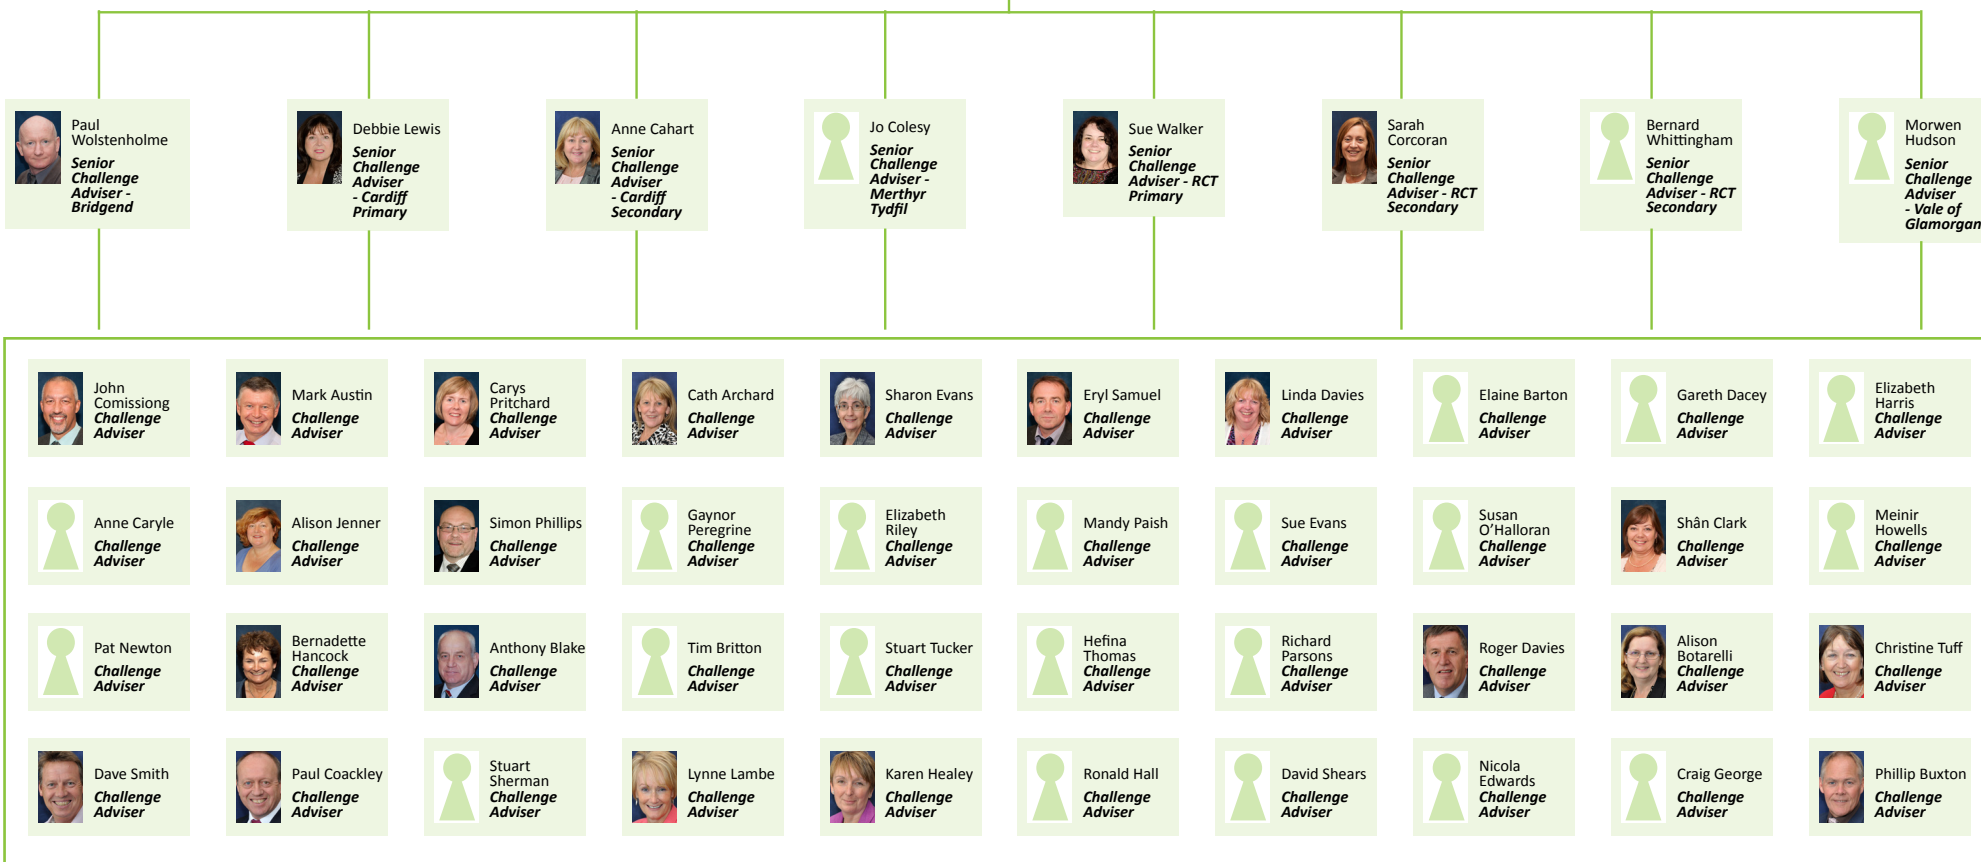 Paul
Wolstenholme
Senior
Challenge
Adviser -
Bridgend
Debbie Lewis
Senior
Challenge
Adviser
- Cardiff
Primary
Anne Cahart
Senior
Challenge
Adviser
- Cardiff
Secondary
Jo Colesy
Senior
Challenge
Adviser -
Merthyr
Tydfil
Sue Walker
Senior
Challenge
Adviser - RCT
Primary
Sarah
Corcoran
Senior
Challenge
Adviser - RCT
Secondary
Bernard
Whittingham
Senior
Challenge
Adviser - RCT
Secondary
Morwen
Hudson
Senior
Challenge
Adviser
- Vale of
Glamorgan
John
Comissiong
Challenge
Adviser
Mark Austin
Challenge
Adviser
Carys
Pritchard
Challenge
Adviser
Cath Archard
Challenge
Adviser
Sharon Evans
Challenge
Adviser
Eryl Samuel
Challenge
Adviser
Linda Davies
Challenge
Adviser
Elaine Barton
Challenge
Adviser
Gareth Dacey
Challenge
Adviser
Elizabeth
Harris
Challenge
Adviser
Anne Caryle
Challenge
Adviser
Alison Jenner
Challenge
Adviser
Simon Phillips
Challenge
Adviser
Gaynor
Peregrine
Challenge
Adviser
Elizabeth
Riley
Challenge
Adviser
Mandy Paish
Challenge
Adviser
Sue Evans
Challenge
Adviser
Susan
O'Halloran
Challenge
Adviser
Shân Clark
Challenge
Adviser
Meinir
Howells
Challenge
Adviser
Pat Newton
Challenge
Adviser
Bernadette
Hancock
Challenge
Adviser
Anthony Blake
Challenge
Adviser
Tim Britton
Challenge
Adviser
Stuart Tucker
Challenge
Adviser
Hefina
Thomas
Challenge
Adviser
Richard
Parsons
Challenge
Adviser
Roger Davies
Challenge
Adviser
Alison
Botarelli
Challenge
Adviser
Christine Tuff
Challenge
Adviser
Dave Smith
Challenge
Adviser
Paul Coackley
Challenge
Adviser
Stuart
Sherman
Challenge
Adviser
Lynne Lambe
Challenge
Adviser
Karen Healey
Challenge
Adviser
Ronald Hall
Challenge
Adviser
David Shears
Challenge
Adviser
Nicola
Edwards
Challenge
Adviser
Craig George
Challenge
Adviser
Phillip Buxton
Challenge
Adviser